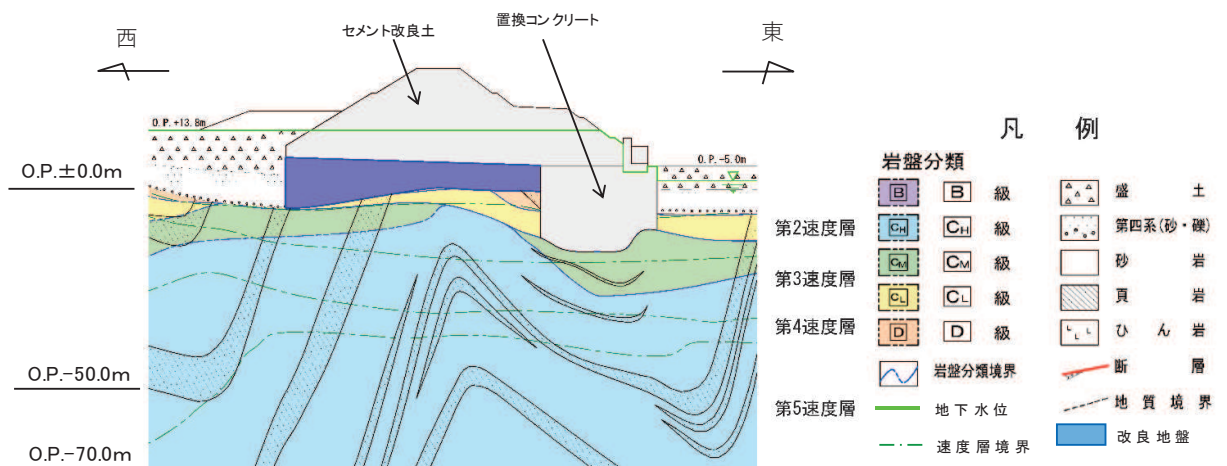 西
セメント改良土
置換コンクリート
東
O.P.+13.8m
O.P.-5.0m
O.P.±0.0m
O.P.-50.0m
O.P.-70.0m
第2速度層
第3速度層
第4速度層
第5速度層
凡 例
岩盤分類
B B 級
CH CH 級
CM CM 級
CL CL 級
D D 級
岩盤分類境界
地下水位
速度層境界
盛 土
第四系(砂・礫)
砂 岩
頁 岩
ひ ん 岩
断 層
地 質 境 界
改 良 地 盤